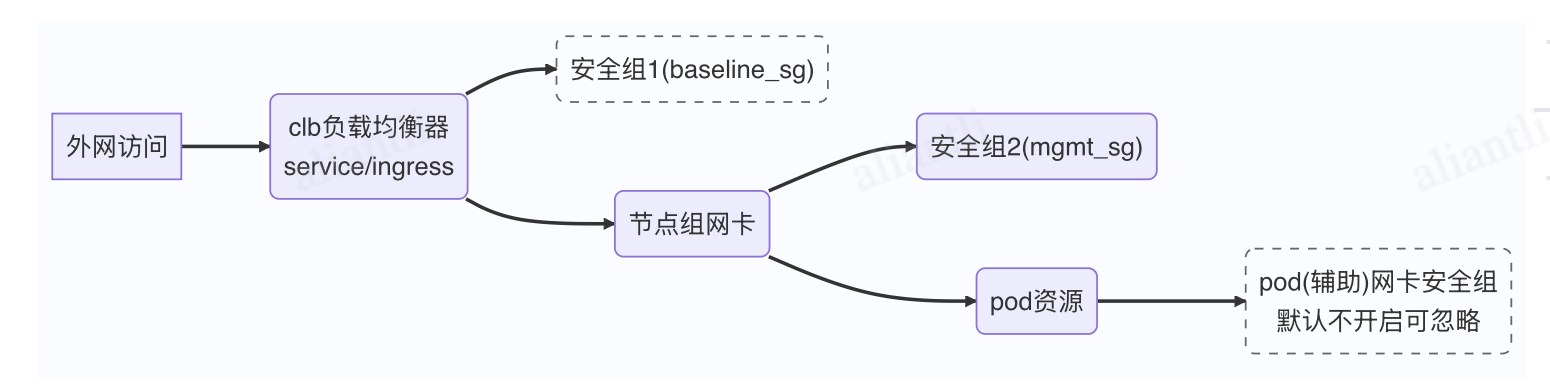 外网访问
clb负载均衡器
service/ingress
安全组1(baseline_sg)
节点组网卡
安全组2(mgmt_sg)
pod资源
pod(辅助)网卡安全组
默认不开启可忽略
aliantli
aliantli
aliantli